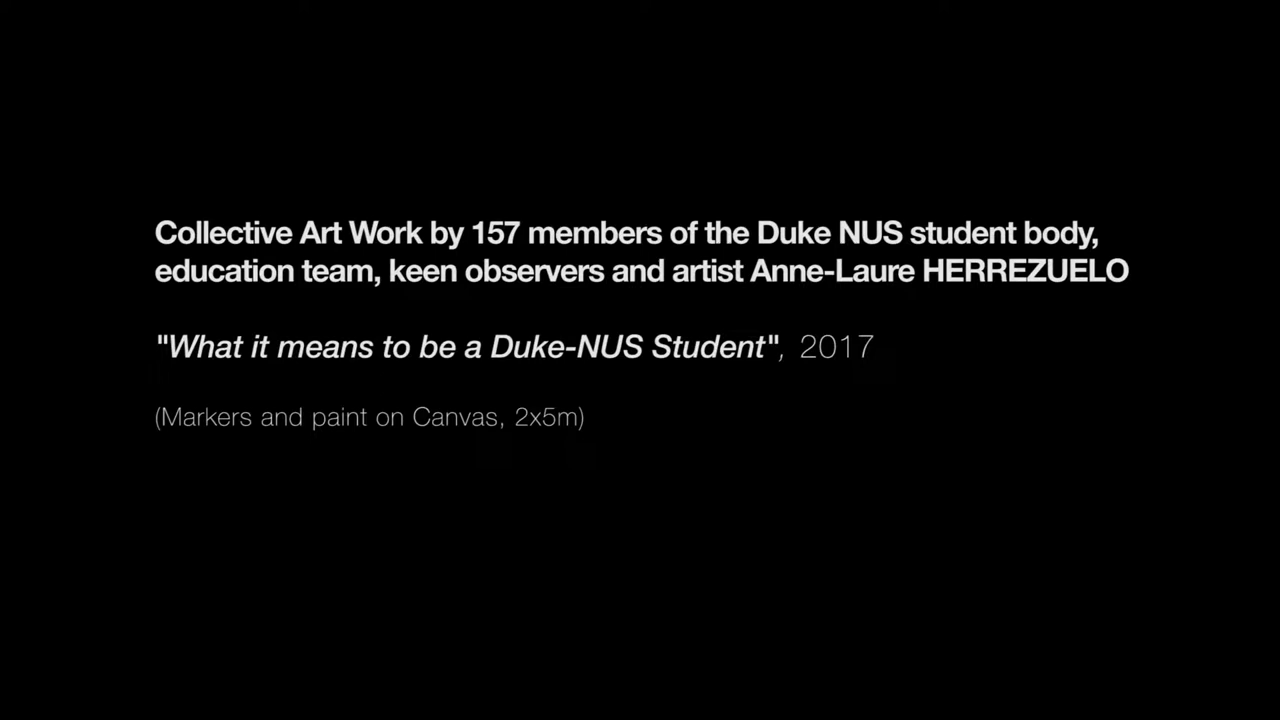 Collective Art Work by 157 members of the Duke NUS student body,
education team, keen observers and artist Anne-Laure HERREZUELO
"What it means to be a Duke-NUS Student", 2017
(Markers and paint on Canvas, 2x5m)